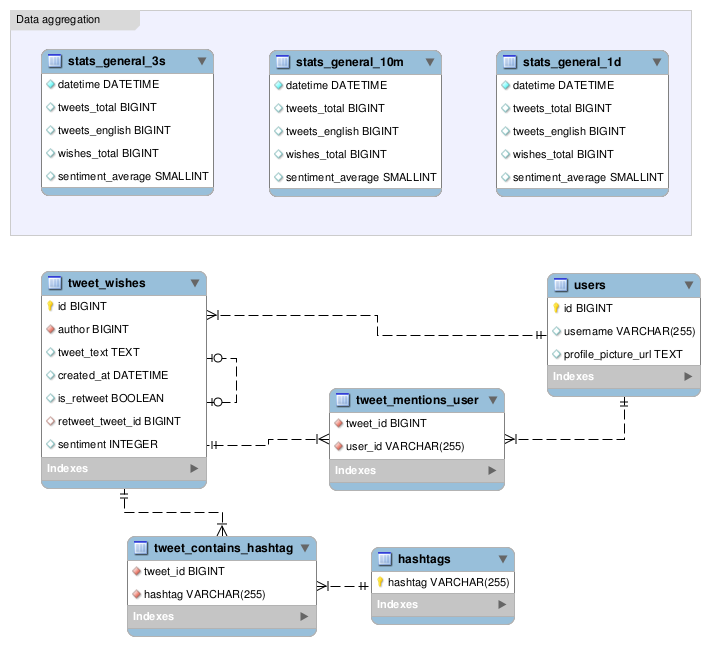 Data aggregation
stats_general_3s
datetime DATETIME
tweets_total BIGINT
tweets_english BIGINT
wishes_total BIGINT
sentiment_average SMALLINT
stats_general_10m
datetime DATETIME
tweets_total BIGINT
tweets_english BIGINT
wishes_total BIGINT
sentiment_average SMALLINT
stats_general_1d
datetime DATETIME
tweets_total BIGINT
tweets_english BIGINT
wishes_total BIGINT
sentiment_average SMALLINT
tweet_wishes
id BIGINT
author BIGINT
tweet_text TEXT
created_at DATETIME
is_retweet BOOLEAN
retweet_tweet_id BIGINT
sentiment INTEGER
Indexes
users
id BIGINT
username VARCHAR(255)
profile_picture_url TEXT
Indexes
tweet_mentions_user
tweet_id BIGINT
user_id VARCHAR(255)
Indexes
tweet_contains_hashtag
tweet_id BIGINT
hashtag VARCHAR(255)
Indexes
hashtags
hashtag VARCHAR(255)
Indexes